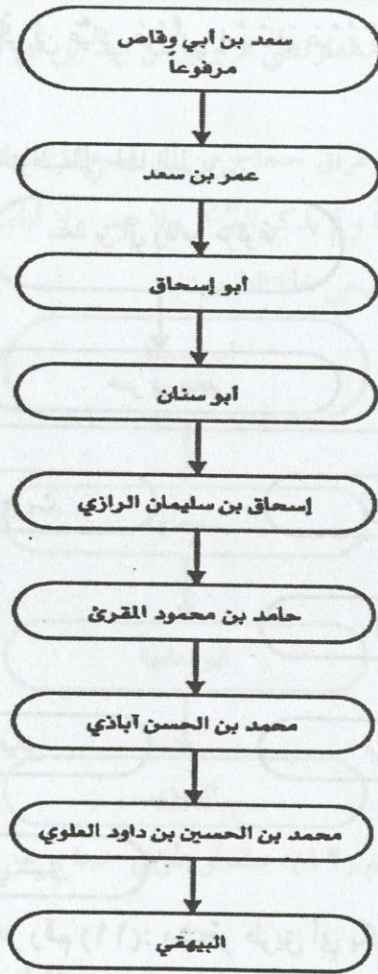 سعد بن أبي وقاص
مرفوعاً
عمر بن سعد
أبو إسحاق
أبو سنان
إسحاق بن سليمان الرازي
حامد بن محمود المقرئ
محمد بن الحسن آباذي
محمد بن الحسين بن داود العلوي
البيهقي